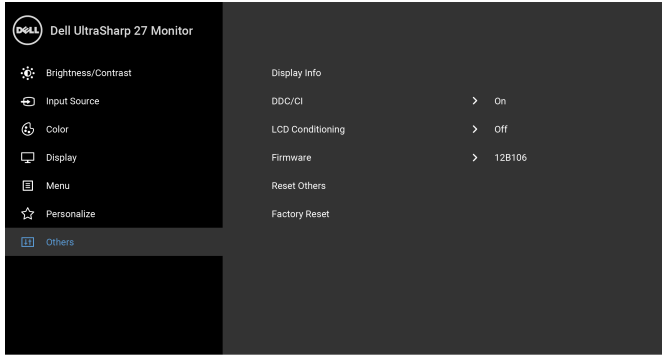 DELL Dell UltraSharp 27 Monitor
Brightness/Contrast
Display Info
Input Source
DDC/CI
On
Color
LCD Conditioning
Off
Display
Firmware
12B106
Menu
Reset Others
Personalize
Factory Reset
Others